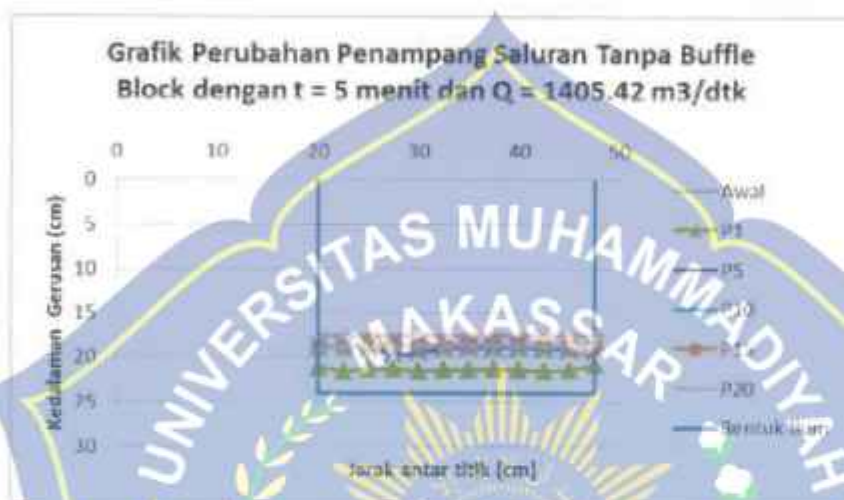 Grafik Perubahan Penampang Saluran Tanpa Buffle
Block dengan t = 5 menit dan Q = 1405.42 m3/dtk
0 10 20 30 40 50
0
5
10
15
20
25
30
Kedalaman Gerusan (cm)
Jarak antar titik (cm)
Awal
P1
P5
P10
P20
Bentuk
UNIVERSITAS MUHAMMADIYAH
MAKASSAR